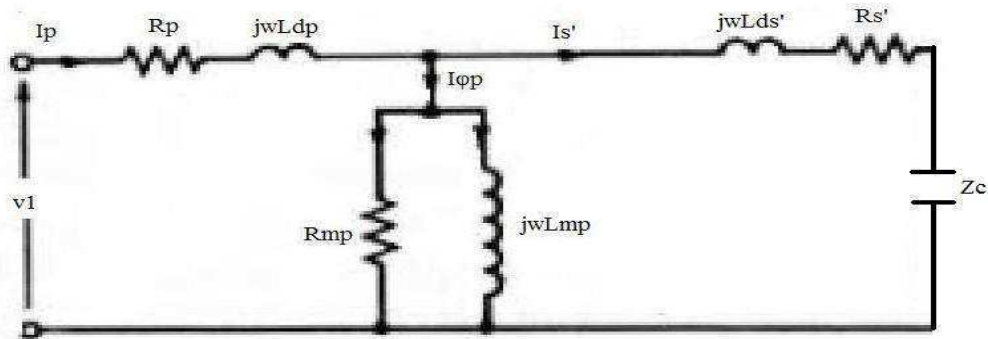 Ip
Rp
jwLdp
Is'
jwLds'
Rs'
Iφp
v1
Rmp
jwLmp
Zc